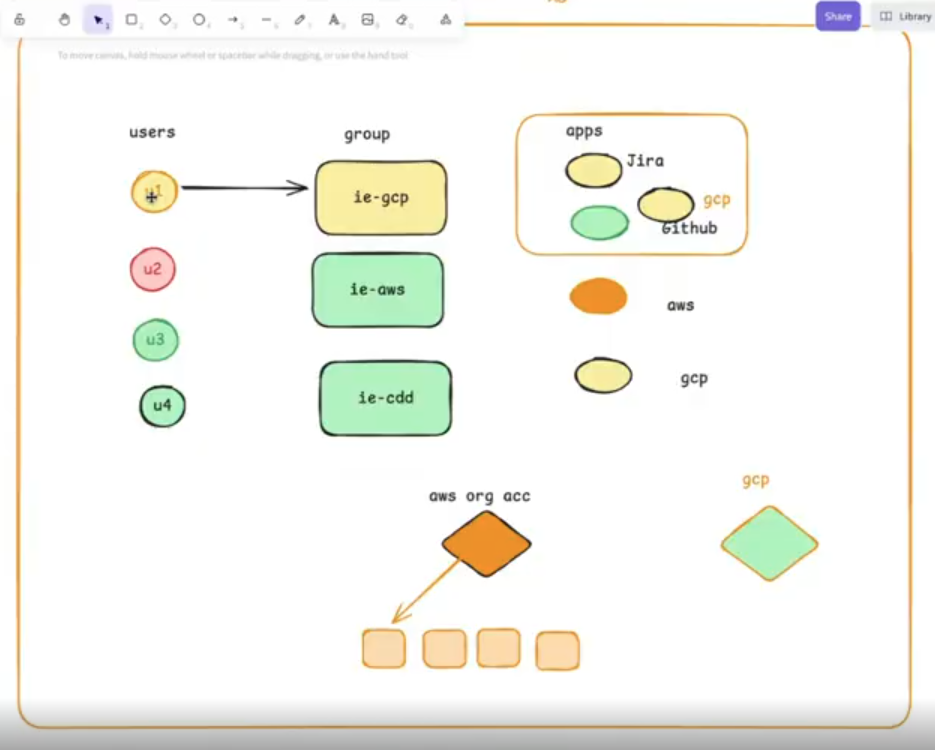 Share
Library
To move canvas, hold mouse wheel or spacebar while dragging, or use the hand tool
users
group
apps
Jira
u1
ie-gcp
gcp
Github
u2
ie-aws
aws
u3
gcp
ie-cdd
u4
gcp
aws org acc